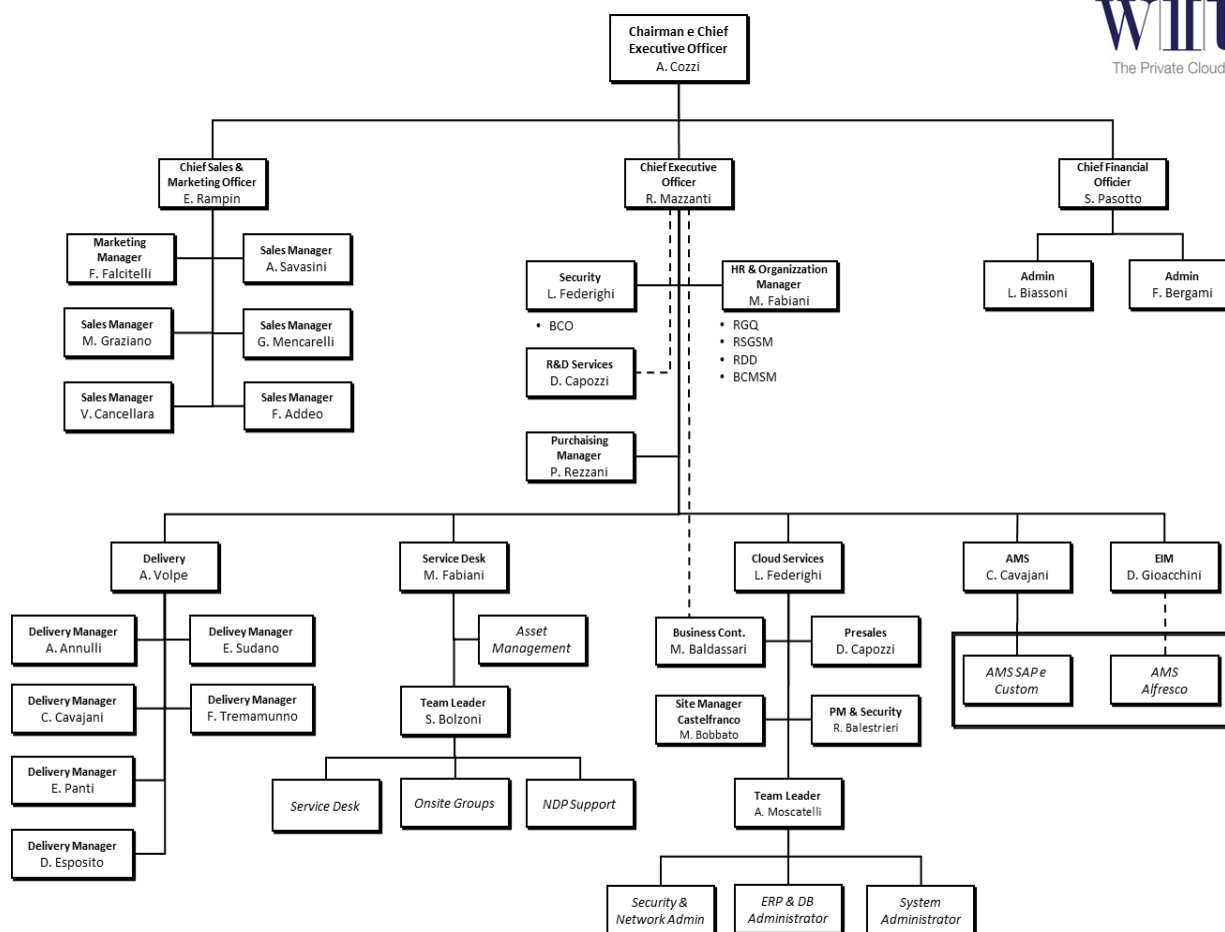 The Private Cloud
Chairman e Chief
Executive Officer
A. Cozzi
Chief Sales &
Marketing Officer
E. Rampin
Chief Executive
Officer
R. Mazzanti
Chief Financial
Officier
S. Pasotto
Marketing
Manager
F. Falcitelli
Sales Manager
A. Savasini
Sales Manager
M. Graziano
Sales Manager
G. Mencarelli
Sales Manager
V. Cancellara
Sales Manager
F. Addeo
Security
L. Federighi
• BCO
HR & Organizzation
Manager
M. Fabiani
• RGQ
• RSGSM
• RDD
• BCMSM
R&D Services
D. Capozzi
Purchaising
Manager
P. Rezzani
Admin
L. Biassoni
Admin
F. Bergami
Delivery
A. Volpe
Service Desk
M. Fabiani
Cloud Services
L. Federighi
AMS
C. Cavajani
EIM
D. Gioacchini
Delivery Manager
A. Annulli
Delivey Manager
E. Sudano
Delivery Manager
C. Cavajani
Delivery Manager
F. Tremamunno
Delivery Manager
E. Panti
Delivery Manager
D. Esposito
Asset
Management
Team Leader
S. Bolzoni
Service Desk
Onsite Groups
NDP Support
Business Cont.
M. Baldassari
Presales
D. Capozzi
Site Manager
Castelfranco
M. Bobbato
PM & Security
R. Balestrieri
Team Leader
A. Moscatelli
Security &
Network Admin
ERP & DB
Administrator
System
Administrator
AMS SAP e
Custom
AMS
Alfresco